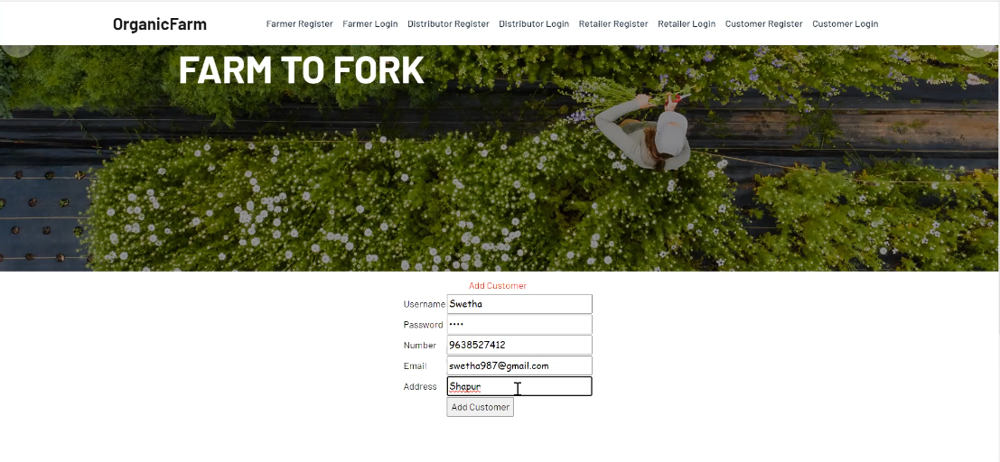 OrganicFarm Farmer Register Farmer Login Distributor Register Distributor Login Retailer Register Retailer Login Customer Register Customer Login
FARM TO FORK
Add Customer
Username Swetha
Password ••••
Number 9638527412
Email swetha987@gmail.com
Address Shapur
Add Customer